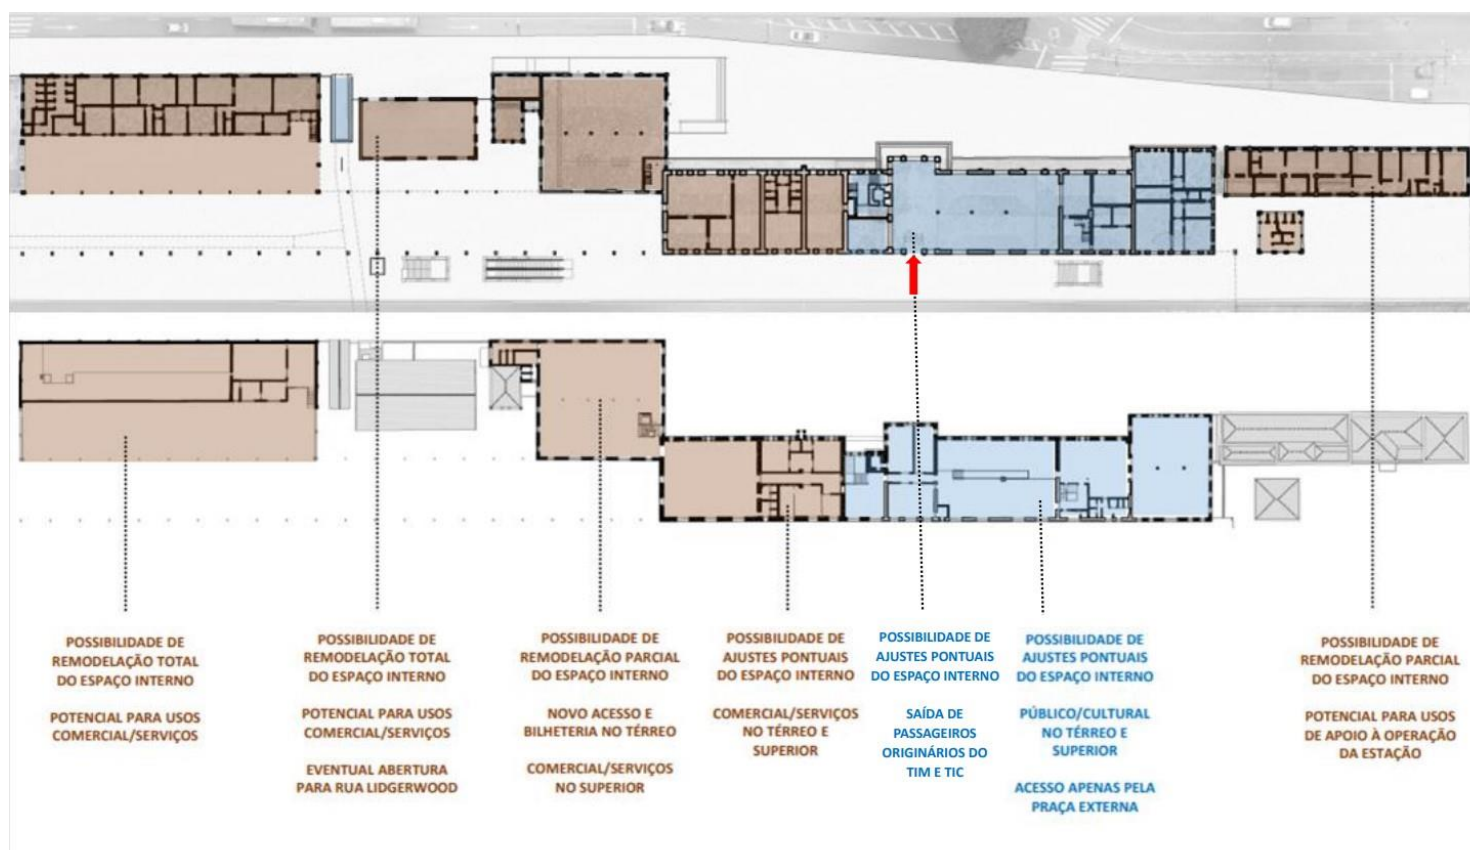 POSSIBILIDADE DE
REMODELAÇÃO TOTAL
DO ESPAÇO INTERNO
POTENCIAL PARA USOS
COMERCIAL/SERVIÇOS
POSSIBILIDADE DE
REMODELAÇÃO TOTAL
DO ESPAÇO INTERNO
POTENCIAL PARA USOS
COMERCIAL/SERVIÇOS
EVENTUAL ABERTURA
PARA RUA LIDGERWOOD
POSSIBILIDADE DE
REMODELAÇÃO PARCIAL
DO ESPAÇO INTERNO
NOVO ACESSO E
BILHETERIA NO TÉRREO
COMERCIAL/SERVIÇOS
NO SUPERIOR
POSSIBILIDADE DE
AJUSTES PONTUAIS
DO ESPAÇO INTERNO
COMERCIAL/SERVIÇOS
NO TÉRREO E
SUPERIOR
POSSIBILIDADE DE
AJUSTES PONTUAIS
DO ESPAÇO INTERNO
SAÍDA DE
PASSAGEIROS
ORIGINÁRIOS DO
TIM E TIC
POSSIBILIDADE DE
AJUSTES PONTUAIS
DO ESPAÇO INTERNO
PÚBLICO/CULTURAL
NO TÉRREO E
SUPERIOR
ACESSO APENAS PELA
PRAÇA EXTERNA
POSSIBILIDADE DE
REMODELAÇÃO PARCIAL
DO ESPAÇO INTERNO
POTENCIAL PARA USOS
DE APOIO À OPERAÇÃO
DA ESTAÇÃO